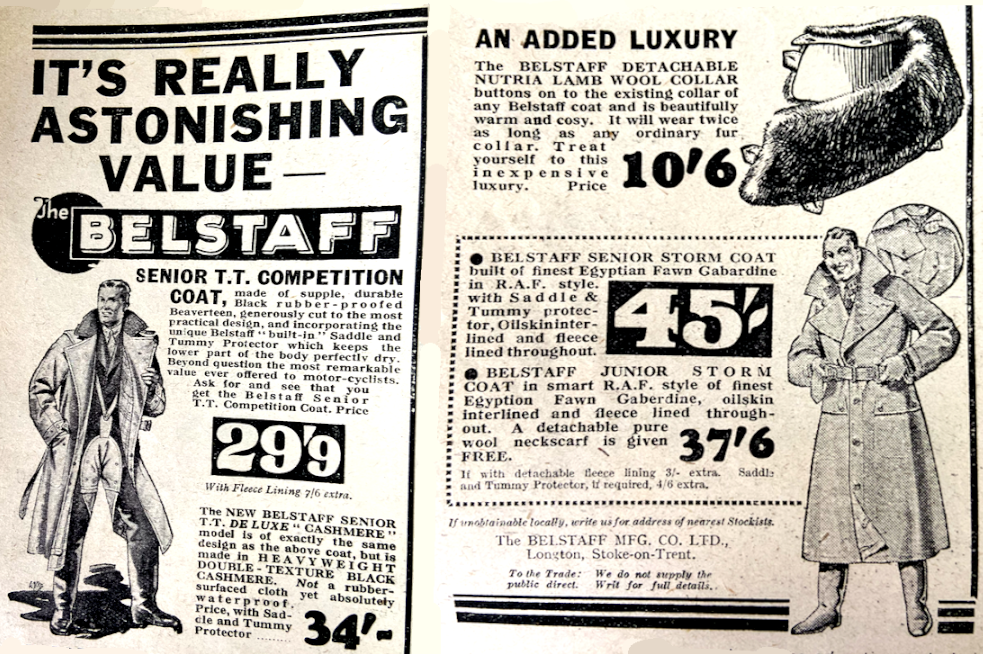 IT'S REALLY
ASTONISHING
VALUE —
The BELSTAFF
SENIOR T.T. COMPETITION
COAT, made of supple, durable
Black rubber-proofed
Beaverteen, generously cut to the most
practical design, and incorporating the
unique Belstaff "built-in" Saddle and
Tummy Protector which keeps the
lower part of the body perfectly dry.
Beyond question the most remarkable
value ever offered to motor-cyclists.
Ask for and see that you
get the Belstaff Senior
T.T. Competition Coat. Price
29'9
With Fleece Lining 7/6 extra.
The NEW BELSTAFF SENIOR
T.T. DE LUXE "CASHMERE"
model is of exactly the same
design as the above coat, but is
made in HEAVYWEIGHT
DOUBLE-TEXTURE BLACK
CASHMERE. Not a rubber-
surfaced cloth yet absolutely
waterproof.
Price, with Sad-
dle and Tummy
Protector ......... 34'-
AN ADDED LUXURY
The BELSTAFF DETACHABLE
NUTRIA LAMB WOOL COLLAR
buttons on to the existing collar of
any Belstaff coat and is beautifully
warm and cosy. It will wear twice
as long as any ordinary fur
collar. Treat
yourself to this
inexpensive
luxury. Price 10'6
● BELSTAFF SENIOR STORM COAT
built of finest Egyptian Fawn Gabardine
in R.A.F. style.
with Saddle &
Tummy protec-
tor, Oilskininter-
lined and fleece
lined throughout. 45'-
● BELSTAFF JUNIOR STORM
COAT in smart R.A.F. style of finest
Egyption Fawn Gaberdine, oilskin
interlined and fleece lined through-
out. A detachable pure
wool neckscarf is given
FREE. 37'6
If with detachable fleece lining 3/- extra. Saddle
and Tummy Protector, if required, 4/6 extra.
If unobtainable locally, write us for address of nearest Stockists.
The BELSTAFF MFG. CO. LTD.,
Longton, Stoke-on-Trent.
To the Trade: We do not supply the
public direct. Writ for full details.